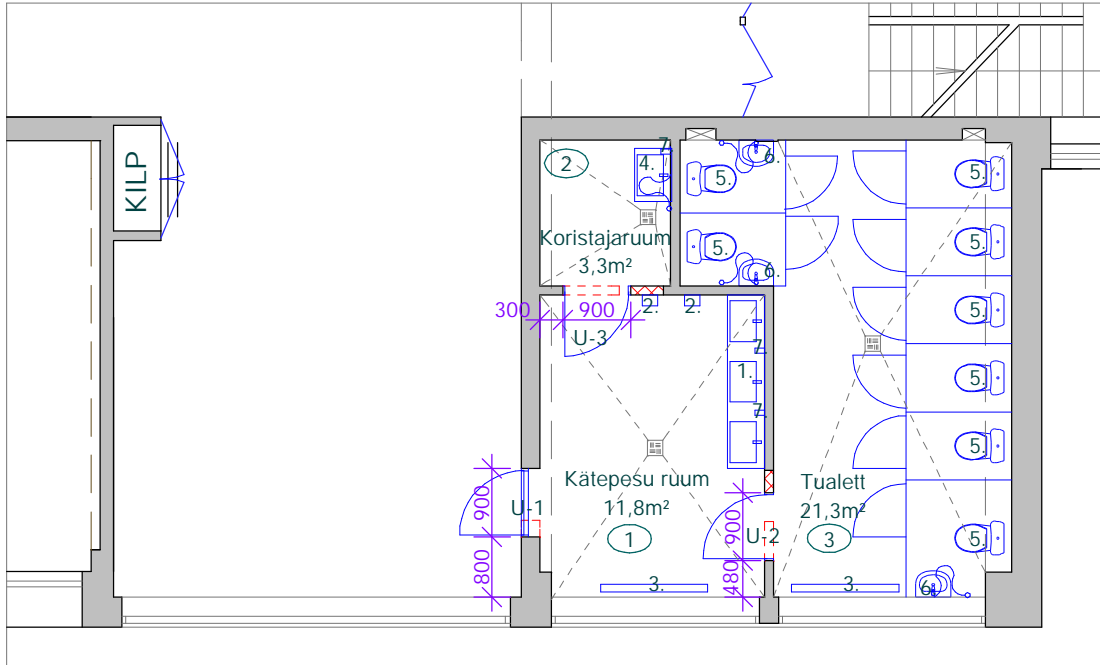 KILP
2
7.
4.
6.
5.
5.
5.
5.
6.
Koristajaruum
3,3m²
300
900
2.
2.
5.
U-3
7.
1.
5.
7.
5.
Kätepesu ruum
11,8m²
Tualett
21,3m²
900
U-1
1
900
U-2
3
5.
800
480
3.
3.
6.